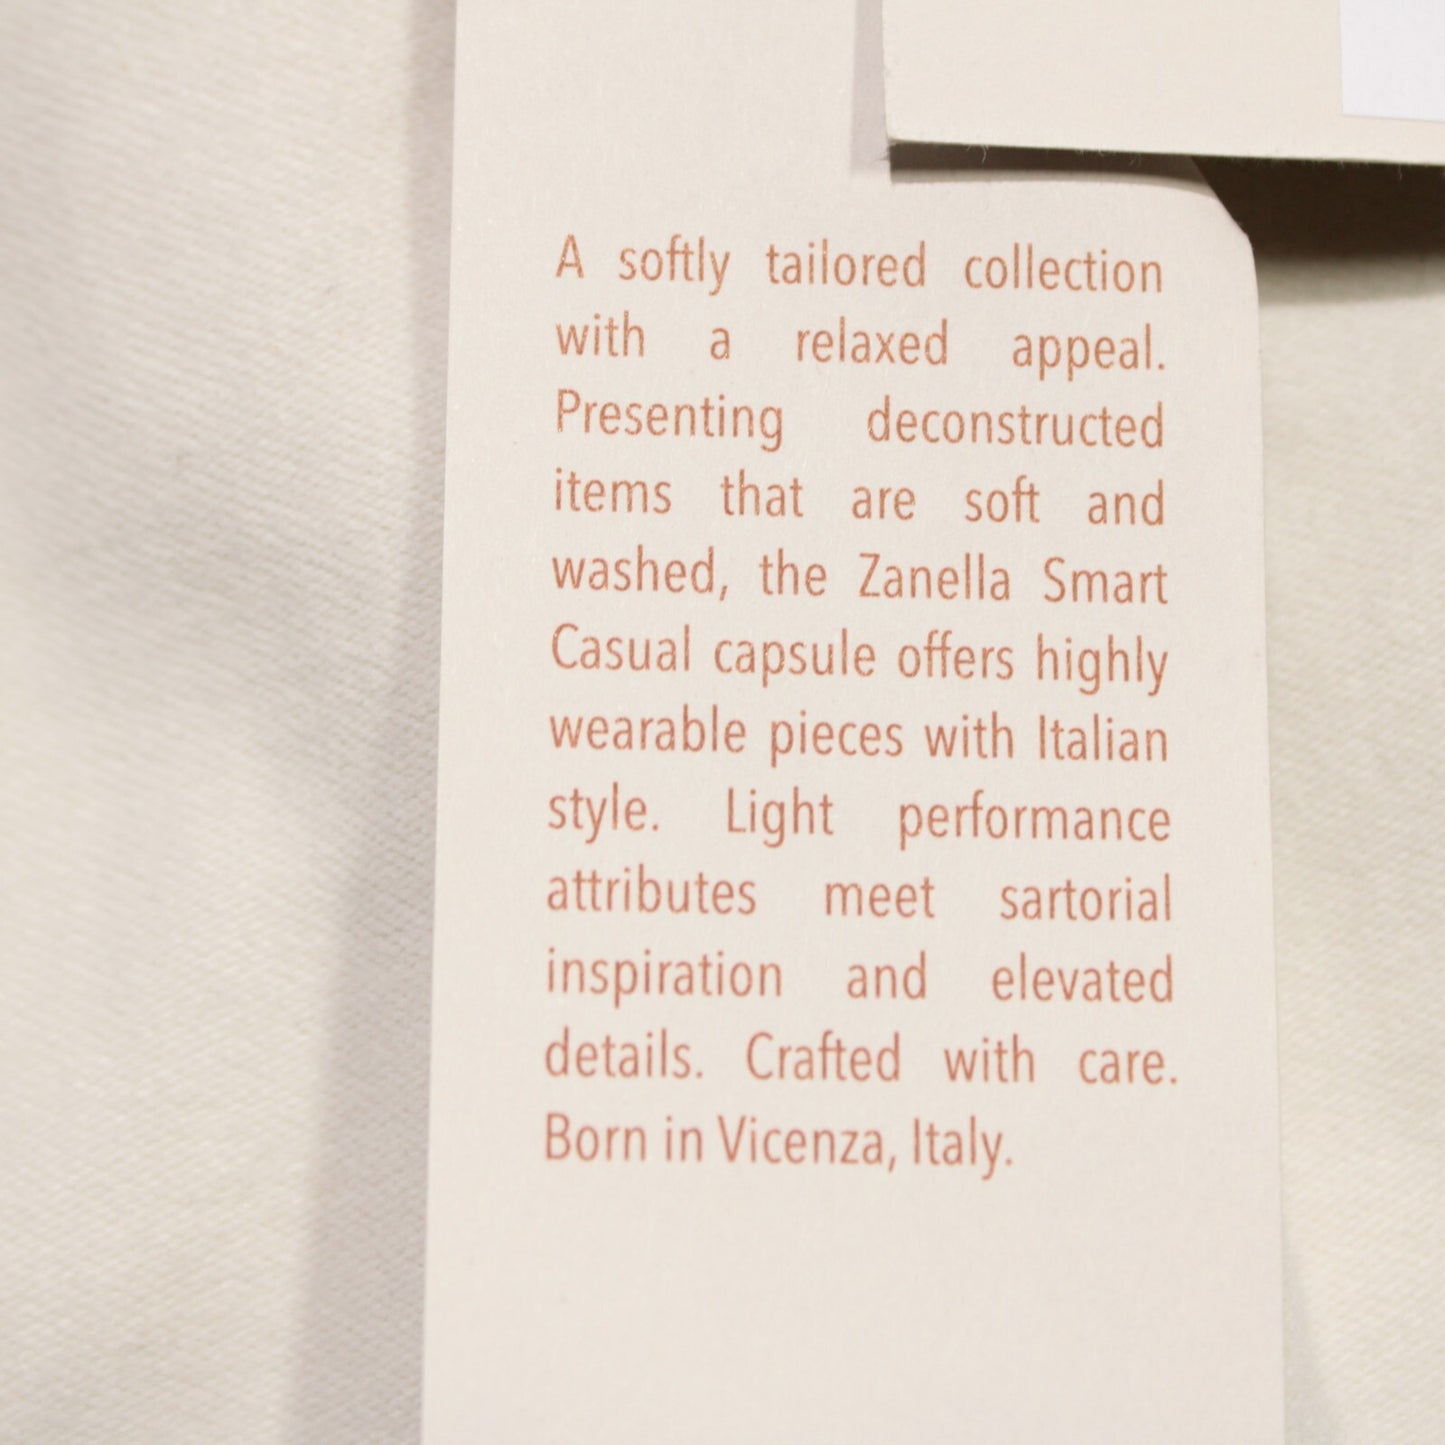 A softly tailored collection
with a relaxed appeal.
Presenting deconstructed
items that are soft and
washed, the Zanella Smart
Casual capsule offers highly
wearable pieces with Italian
style. Light performance
attributes meet sartorial
inspiration and elevated
details. Crafted with care.
Born in Vicenza, Italy.